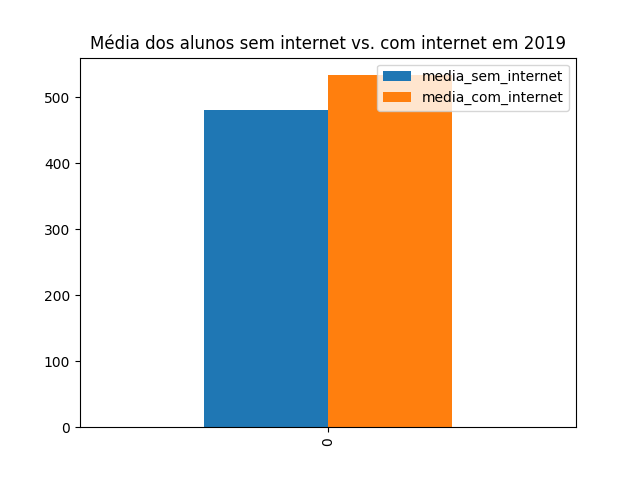 Média dos alunos sem internet vs. com internet em 2019
media_sem_internet
media_com_internet
500
400
300
200
100
0
0